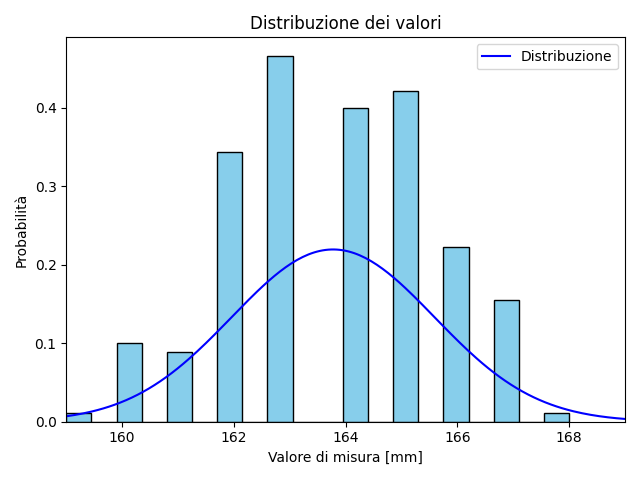 Distribuzione dei valori
Distribuzione
Probabilità
0.4
0.3
0.2
0.1
0.0
160 162 164 166 168
Valore di misura [mm]